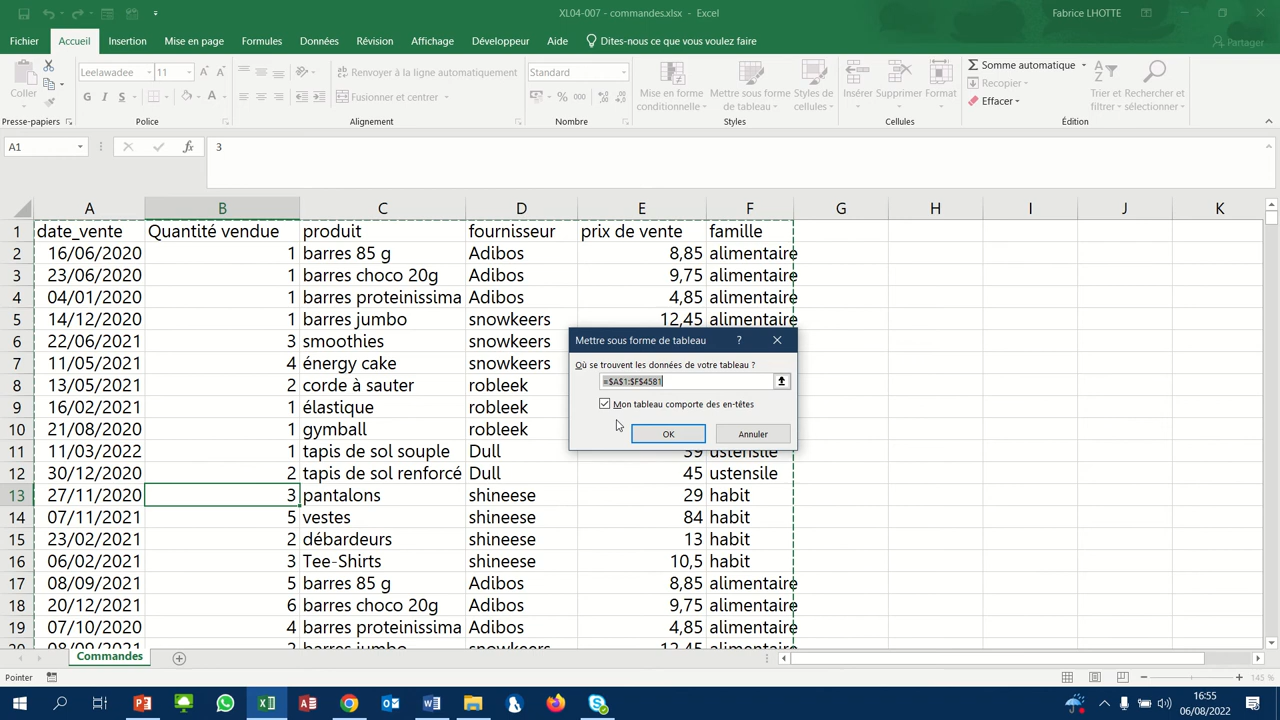 XL04-007 - commandes.xlsx - Excel
Fabrice LHOTTE
Fichier Accueil Insertion Mise en page Formules Données Révision Affichage Développeur Aide Dites-nous ce que vous voulez faire Partager
Coller
Leelawadee 11
G I S A
Renvoyer à la ligne automatiquement
Fusionner et centrer
Standard
% 000
Mise en forme conditionnelle
Mettre sous forme de tableau
Styles de cellules
Insérer Supprimer Format
Somme automatique
Recopier
Effacer
Trier et filtrer
Rechercher et sélectionner
Presse-papiers Police Alignement Nombre Styles Cellules Édition
A1 fx 3
A B C D E F G H I J K
1 date_vente Quantité vendue produit fournisseur prix de vente famille
2 16/06/2020 1 barres 85 g Adibos 8,85 alimentaire
3 23/06/2020 1 barres choco 20g Adibos 9,75 alimentaire
4 04/01/2020 1 barres proteinissima Adibos 4,85 alimentaire
5 14/12/2020 1 barres jumbo snowkeers 12,45 alimentaire
6 22/06/2021 3 smoothies snowkeers
7 11/05/2021 4 énergy cake snowkeers
8 13/05/2021 2 corde à sauter robleek
9 16/02/2021 1 élastique robleek
10 21/08/2020 1 gymball robleek
11 11/03/2022 1 tapis de sol souple Dull 39 ustensile
12 30/12/2020 2 tapis de sol renforcé Dull 45 ustensile
13 27/11/2020 3 pantalons shineese 29 habit
14 07/11/2021 5 vestes shineese 84 habit
15 23/02/2021 2 débardeurs shineese 13 habit
16 06/02/2021 3 Tee-Shirts shineese 10,5 habit
17 08/09/2021 5 barres 85 g Adibos 8,85 alimentaire
18 20/12/2021 6 barres choco 20g Adibos 9,75 alimentaire
19 07/10/2020 4 barres proteinissima Adibos 4,85 alimentaire
20 08/09/2021 2 barres jumbo snowkeers 12,45 alimentaire
Mettre sous forme de tableau ?
Où se trouvent les données de votre tableau ?
=$A$1:$F$4581
Mon tableau comporte des en-têtes
OK Annuler
Commandes
Pointer
145 %
16:55
06/08/2022